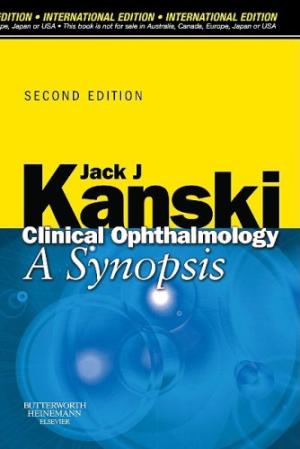 EDITION • INTERNATIONAL EDITION • INTERNATIONAL EDITION
pe, Japan or USA • This book is not for sale in Australia, Canada, Europe, Japan or USA
SECOND EDITION
Jack J
Kanski
Clinical Ophthalmology
A Synopsis
BUTTERWORTH
HEINEMANN
ELSEVIER